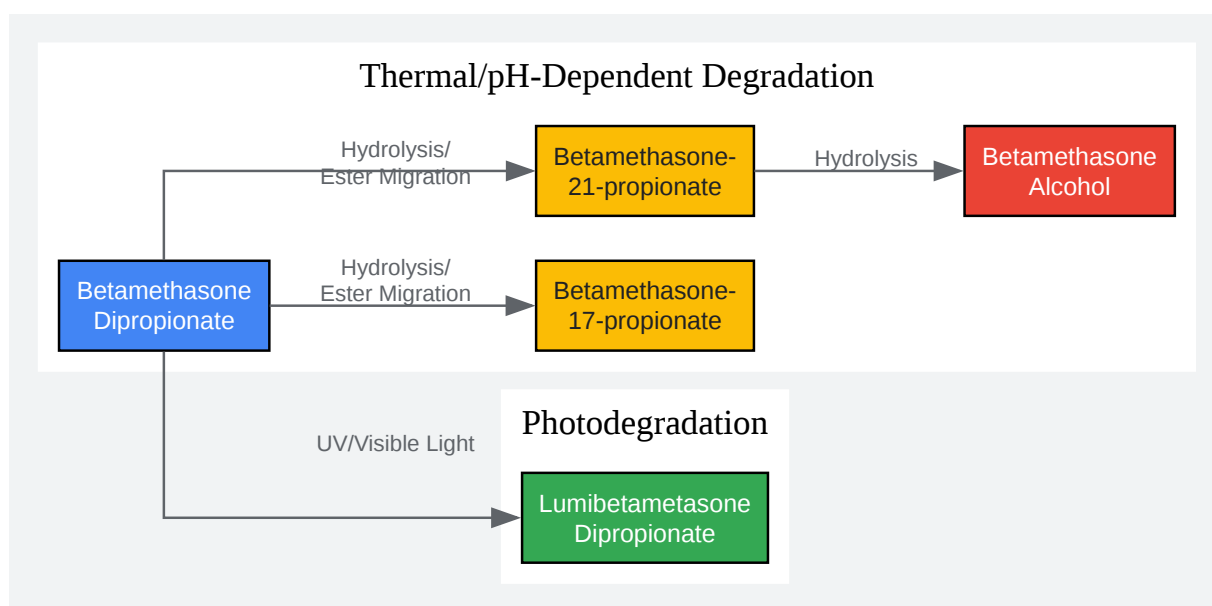 Thermal/pH-Dependent Degradation
Hydrolysis/
Ester Migration
Betamethasone-
21-propionate
Hydrolysis
Betamethasone
Alcohol
Betamethasone
Dipropionate
Hydrolysis/
Ester Migration
Betamethasone-
17-propionate
Photodegradation
UV/Visible Light
Lumibetametasone
Dipropionate